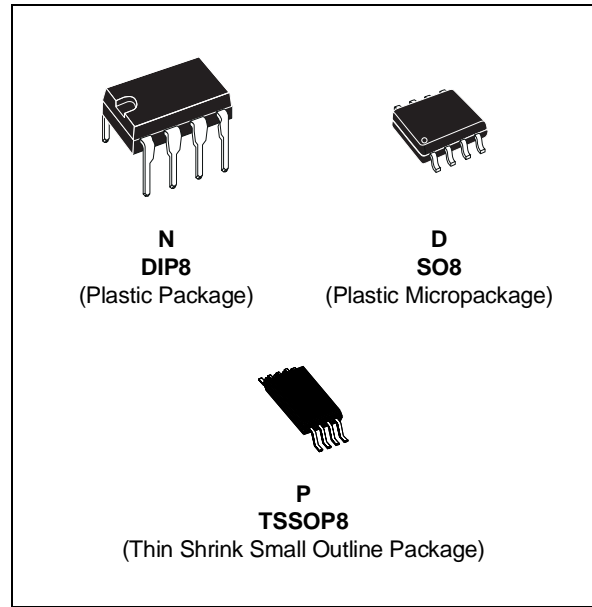 N
DIP8
(Plastic Package)
D
SO8
(Plastic Micropackage)
P
TSSOP8
(Thin Shrink Small Outline Package)